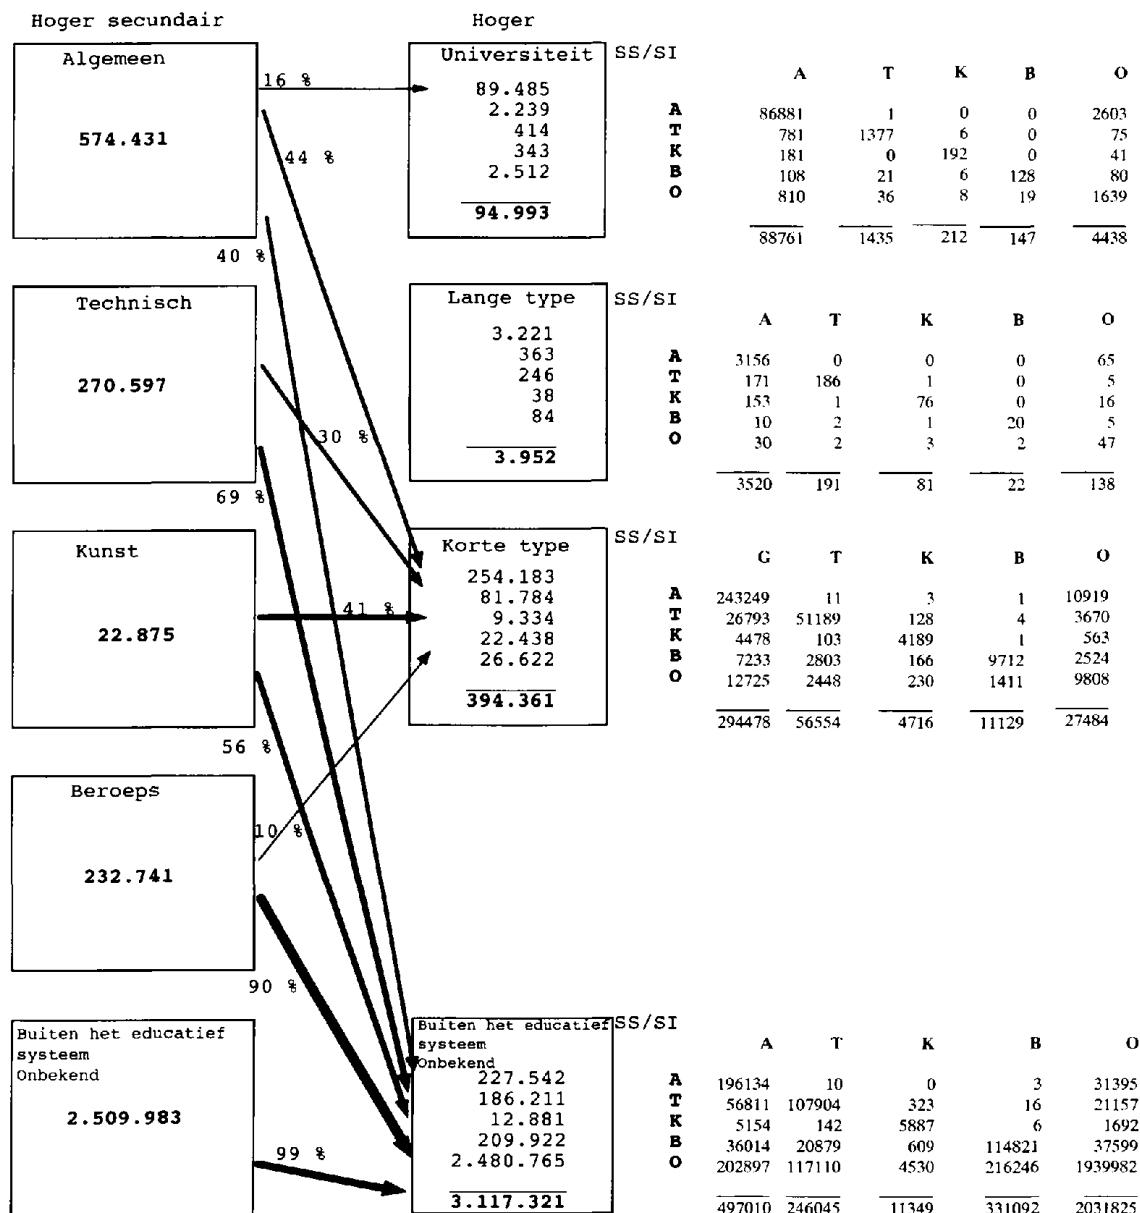 Hoger secundair Hoger
Algemeen
574.431
16 %
44 %
40 %
Universiteit SS/SI
89.485
2.239
414
343
2.512
94.993
A T K B O
A 86881 1 0 0 2603
T 781 1377 6 0 75
K 181 0 192 0 41
B 108 21 6 128 80
O 810 36 8 19 1639
88761 1435 212 147 4438
Technisch
270.597
30 %
69 %
Lange type SS/SI
3.221
363
246
38
84
3.952
A T K B O
A 3156 0 0 0 65
T 171 186 1 0 5
K 153 1 76 0 16
B 10 2 1 20 5
O 30 2 3 2 47
3520 191 81 22 138
Kunst
22.875
41 %
56 %
Korte type SS/SI
254.183
81.784
9.334
22.438
26.622
394.361
G T K B O
A 243249 11 3 1 10919
T 26793 51189 128 4 3670
K 4478 103 4189 1 563
B 7233 2803 166 9712 2524
O 12725 2448 230 1411 9808
294478 56554 4716 11129 27484
Beroeps
232.741
10 %
90 %
Buiten het educatief
systeem
Onbekend
2.509.983
99 %
Buiten het educatief SS/SI
systeem
Onbekend
227.542
186.211
12.881
209.922
2.480.765
3.117.321
A T K B O
A 196134 10 0 3 31395
T 56811 107904 323 16 21157
K 5154 142 5887 6 1692
B 36014 20879 609 114821 37599
O 202897 117110 4530 216246 1939982
497010 246045 11349 331092 2031825